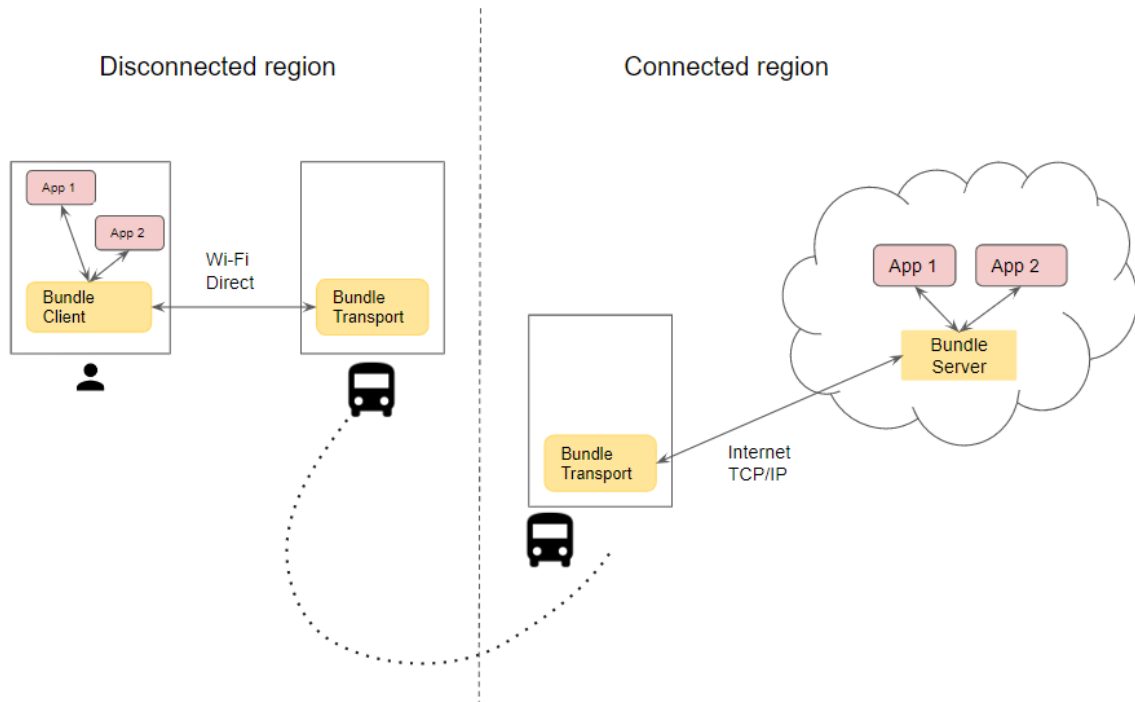 Disconnected region
Connected region
App 1
App 2
Bundle
Client
Wi-Fi
Direct
Bundle
Transport
App 1
App 2
Bundle
Server
Bundle
Transport
Internet
TCP/IP